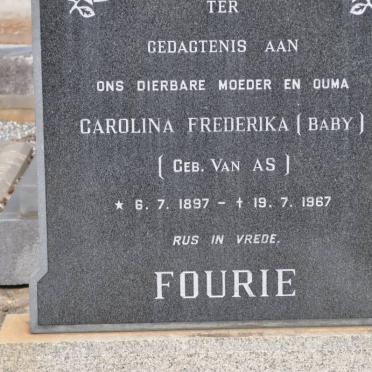 TER
GEDAGTENIS AAN
ONS DIERBARE MOEDER EN OUMA
CAROLINA FREDERIKA (BABY)
(GEB. VAN AS)
★ 6. 7. 1897 - ✝ 19. 7. 1967
RUS IN VREDE.
FOURIE